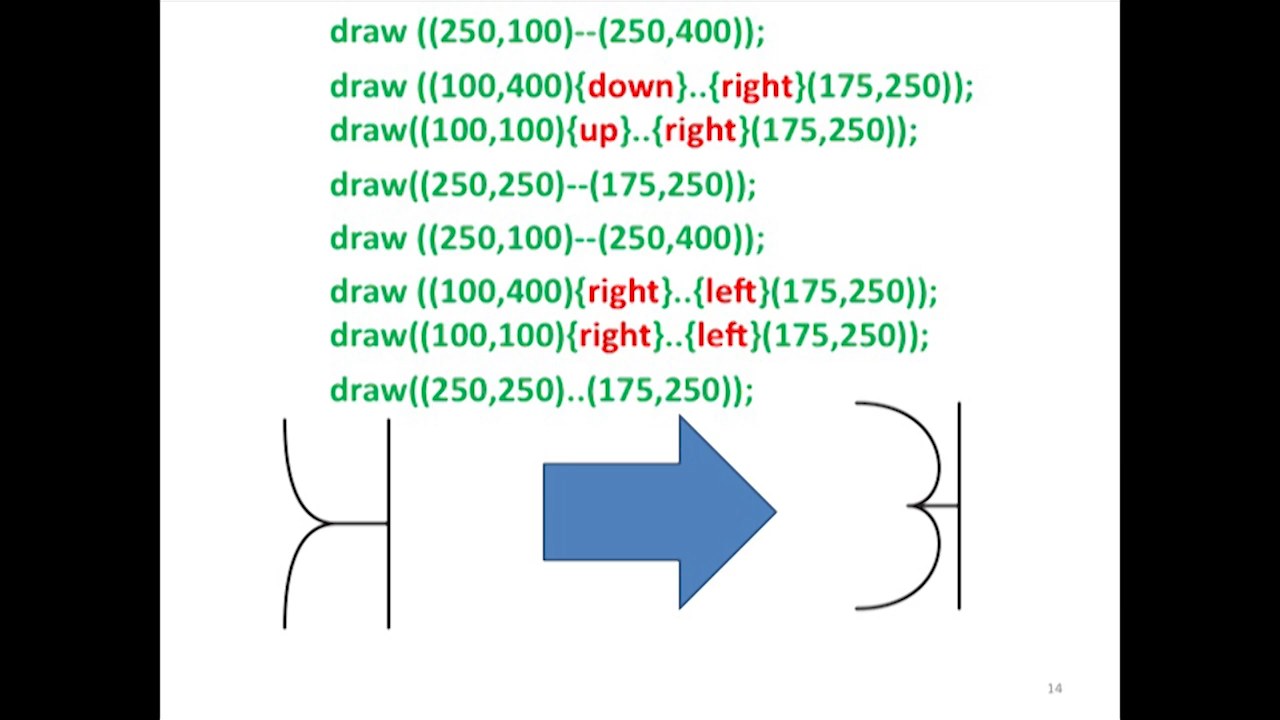 draw ((250,100)--(250,400));
draw ((100,400){down}..{right}(175,250));
draw((100,100){up}..{right}(175,250));
draw((250,250)--(175,250));
draw ((250,100)--(250,400));
draw ((100,400){right}..{left}(175,250));
draw((100,100){right}..{left}(175,250));
draw((250,250)..(175,250));
14